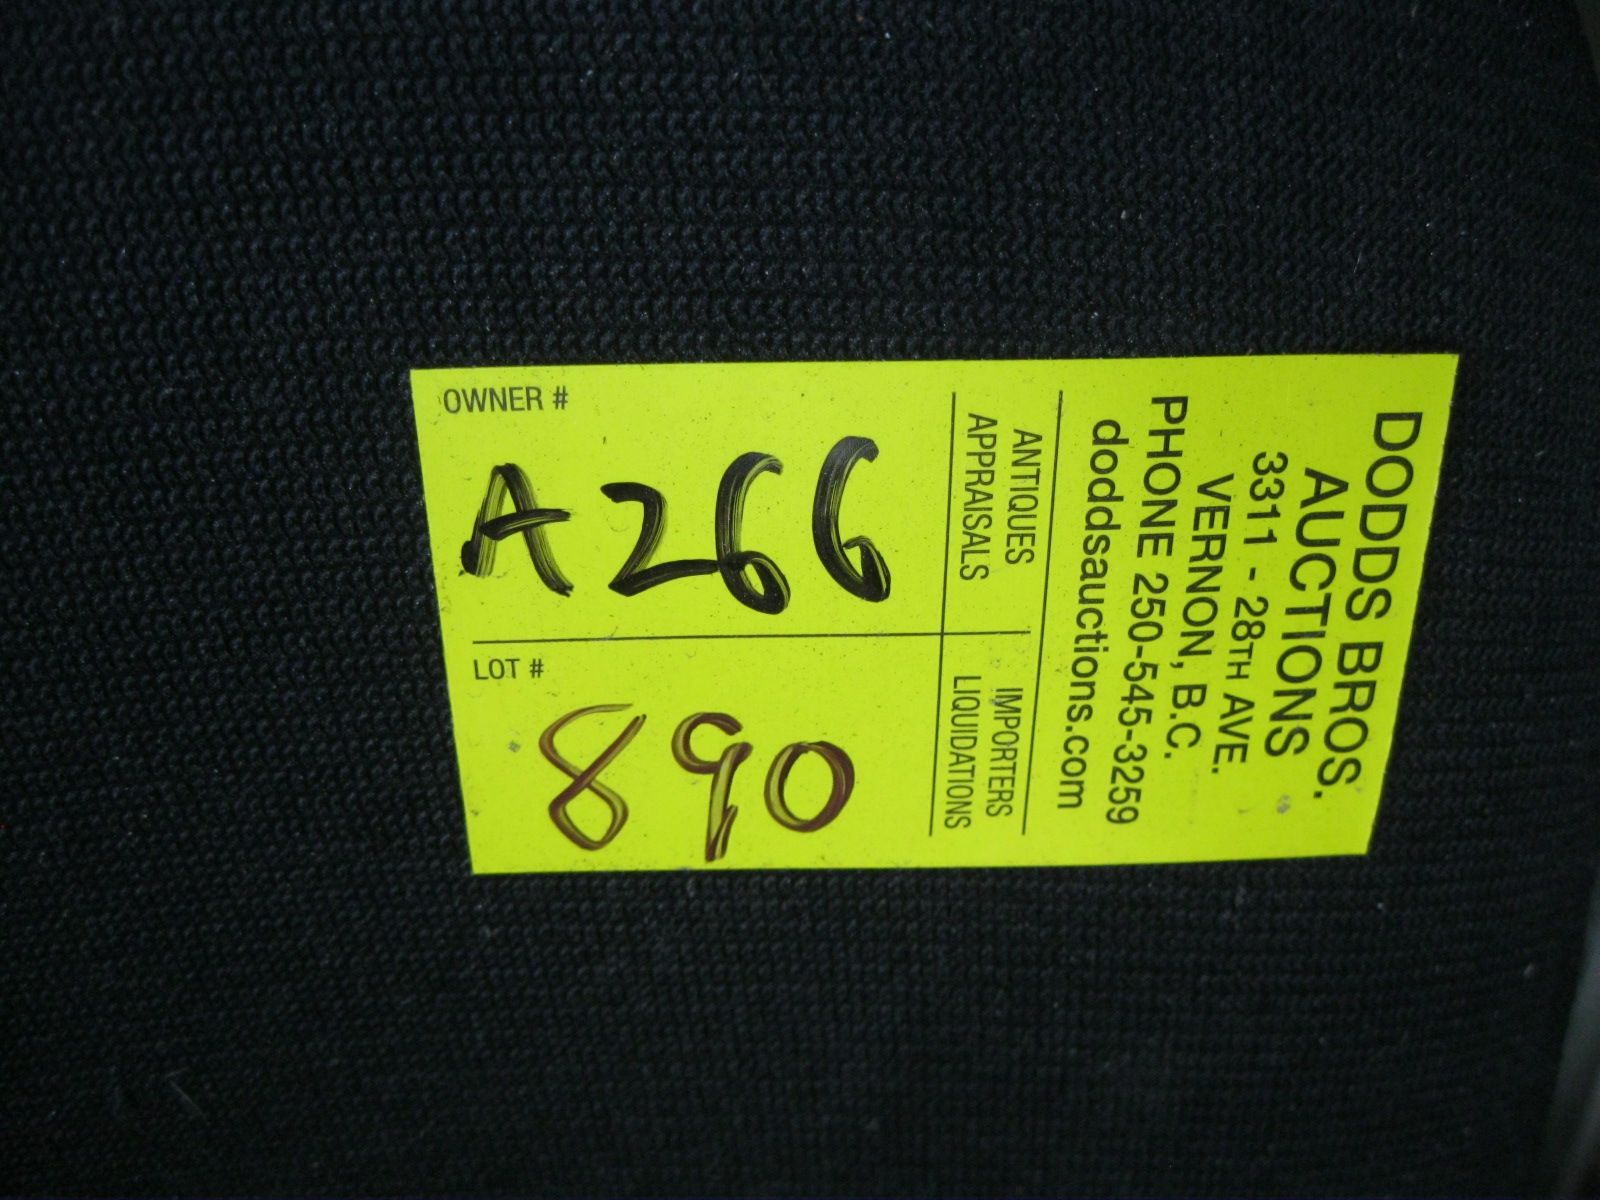 OWNER #
A266
LOT #
890
DODDS BROS.
AUCTIONS
3311 - 28TH AVE.
VERNON, B.C.
PHONE 250-545-3259
doddsauctions.com
ANTIQUES
APPRAISALS
IMPORTERS
LIQUIDATIONS